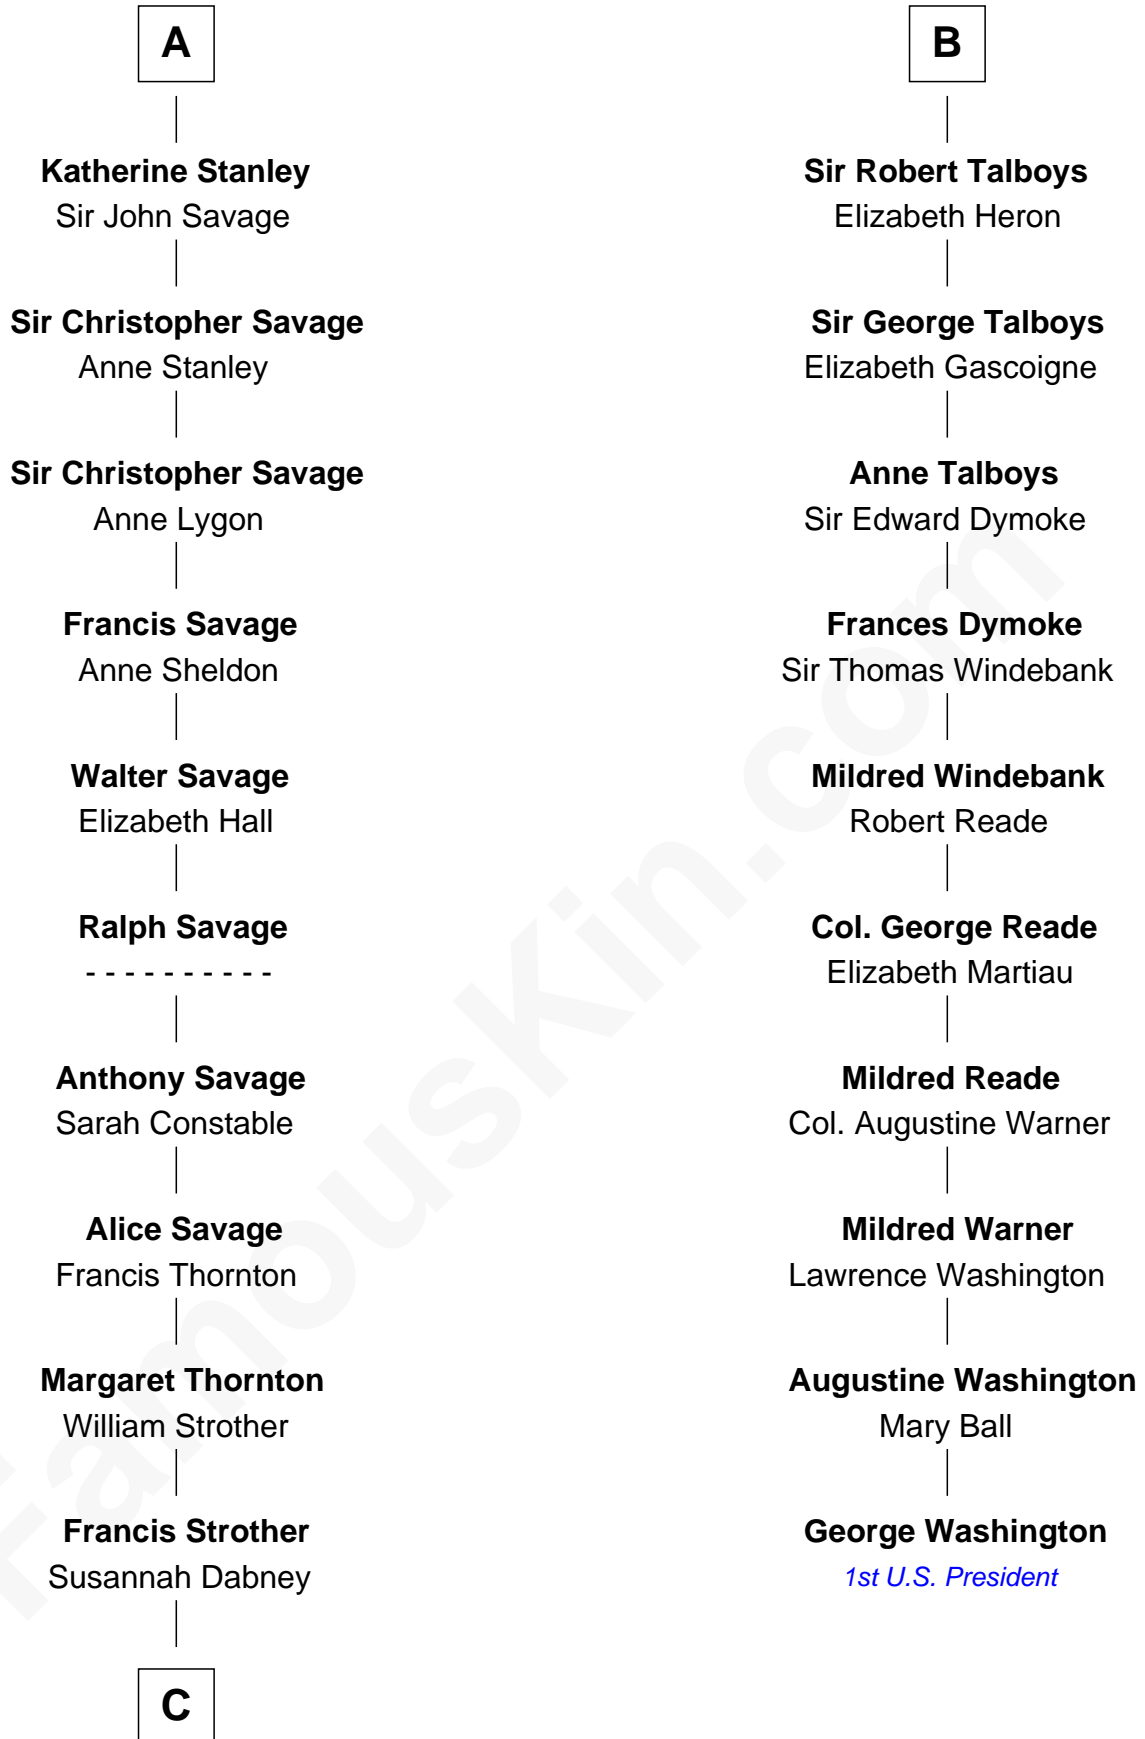 A
Katherine Stanley
Sir John Savage
Sir Christopher Savage
Anne Stanley
Sir Christopher Savage
Anne Lygon
Francis Savage
Anne Sheldon
Walter Savage
Elizabeth Hall
Ralph Savage
- - - - - - - - - -
Anthony Savage
Sarah Constable
Alice Savage
Francis Thornton
Margaret Thornton
William Strother
Francis Strother
Susannah Dabney
C
B
Sir Robert Talboys
Elizabeth Heron
Sir George Talboys
Elizabeth Gascoigne
Anne Talboys
Sir Edward Dymoke
Frances Dymoke
Sir Thomas Windebank
Mildred Windebank
Robert Reade
Col. George Reade
Elizabeth Martiau
Mildred Reade
Col. Augustine Warner
Mildred Warner
Lawrence Washington
Augustine Washington
Mary Ball
George Washington
1st U.S. President
FamousKin.com